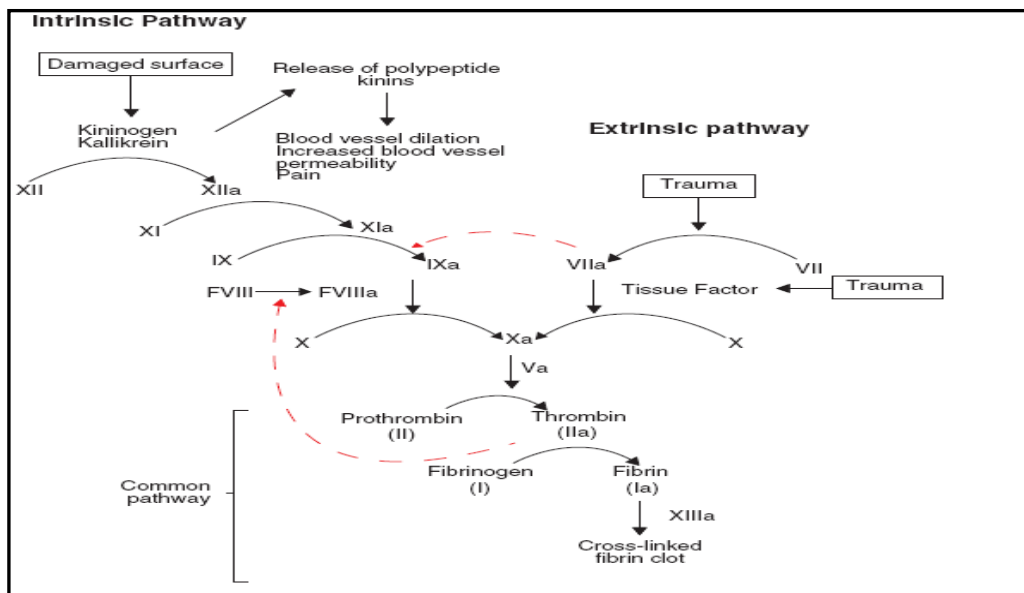 Intrinsic Pathway
Damaged surface
Release of polypeptide
kinins
Kininogen
Kallikrein
Blood vessel dilation
Increased blood vessel
permeability
Pain
Extrinsic pathway
Trauma
XII
XIIa
XI
XIa
IX
IXa
VIIa
VII
FVIII
FVIIIa
Tissue Factor
Trauma
X
Xa
X
Va
Prothrombin
(II)
Thrombin
(IIa)
Fibrinogen
(I)
Fibrin
(Ia)
Common
pathway
XIIIa
Cross-linked
fibrin clot